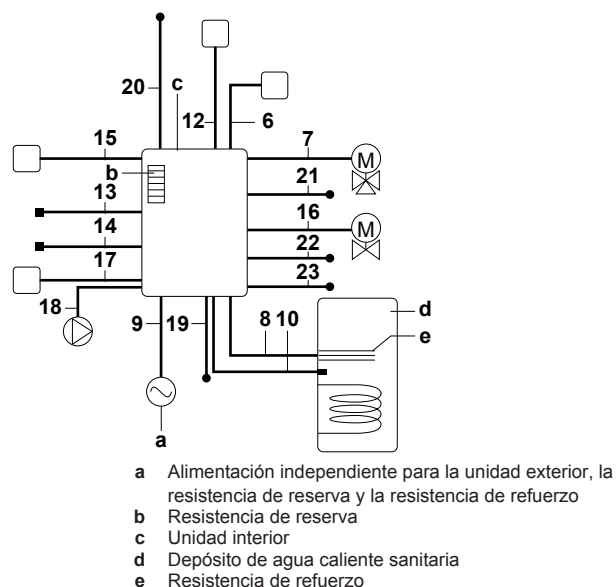 20
c
12
6
15
7
b
21
13
16
14
22
17
23
18
9
19
8
10
d
e
a
M
M
a Alimentación independiente para la unidad exterior, la
resistencia de reserva y la resistencia de refuerzo
b Resistencia de reserva
c Unidad interior
d Depósito de agua caliente sanitaria
e Resistencia de refuerzo